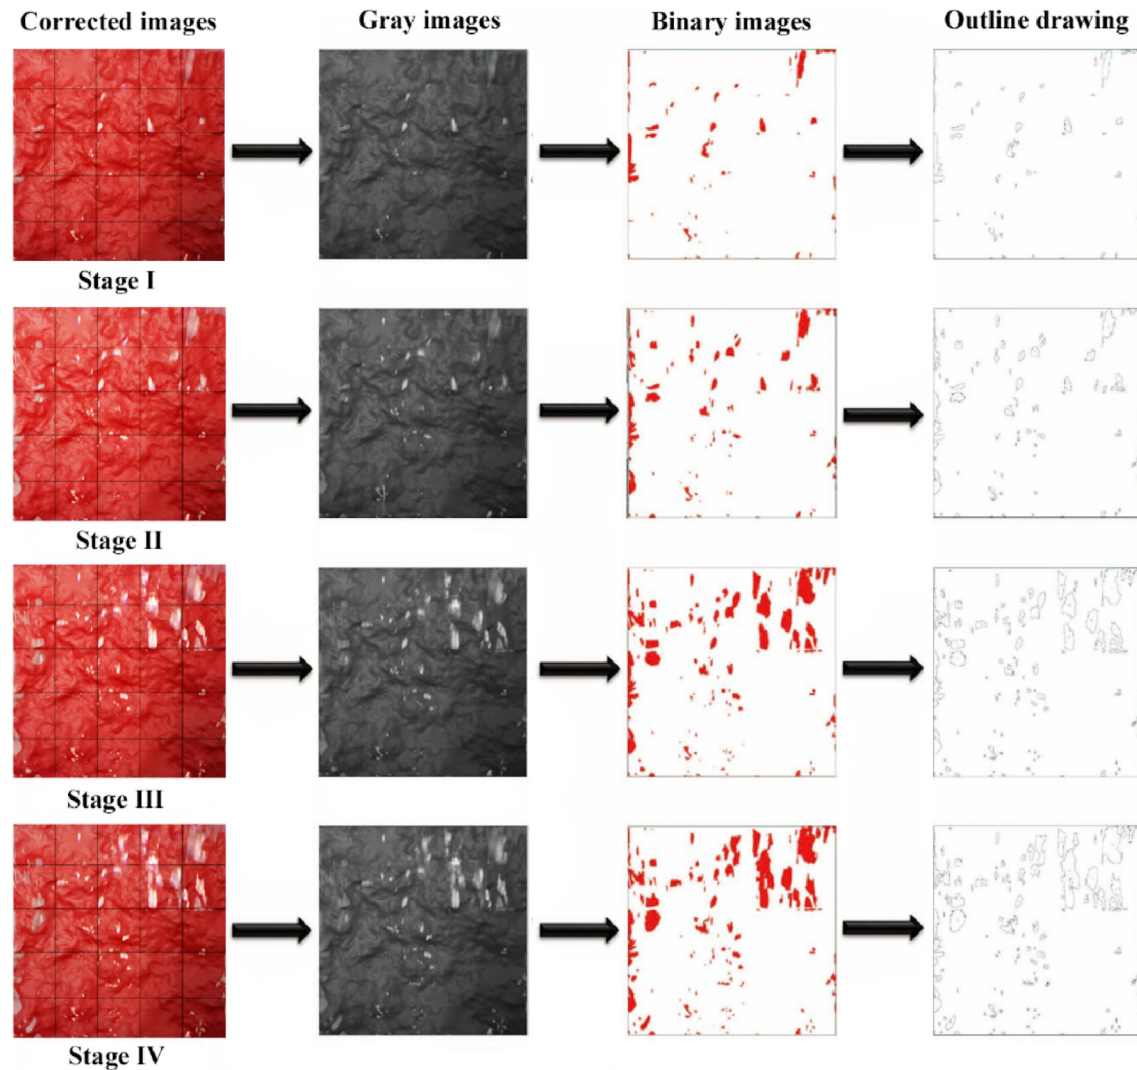 Corrected images
Gray images
Binary images
Outline drawing
Stage I
Stage II
Stage III
Stage IV